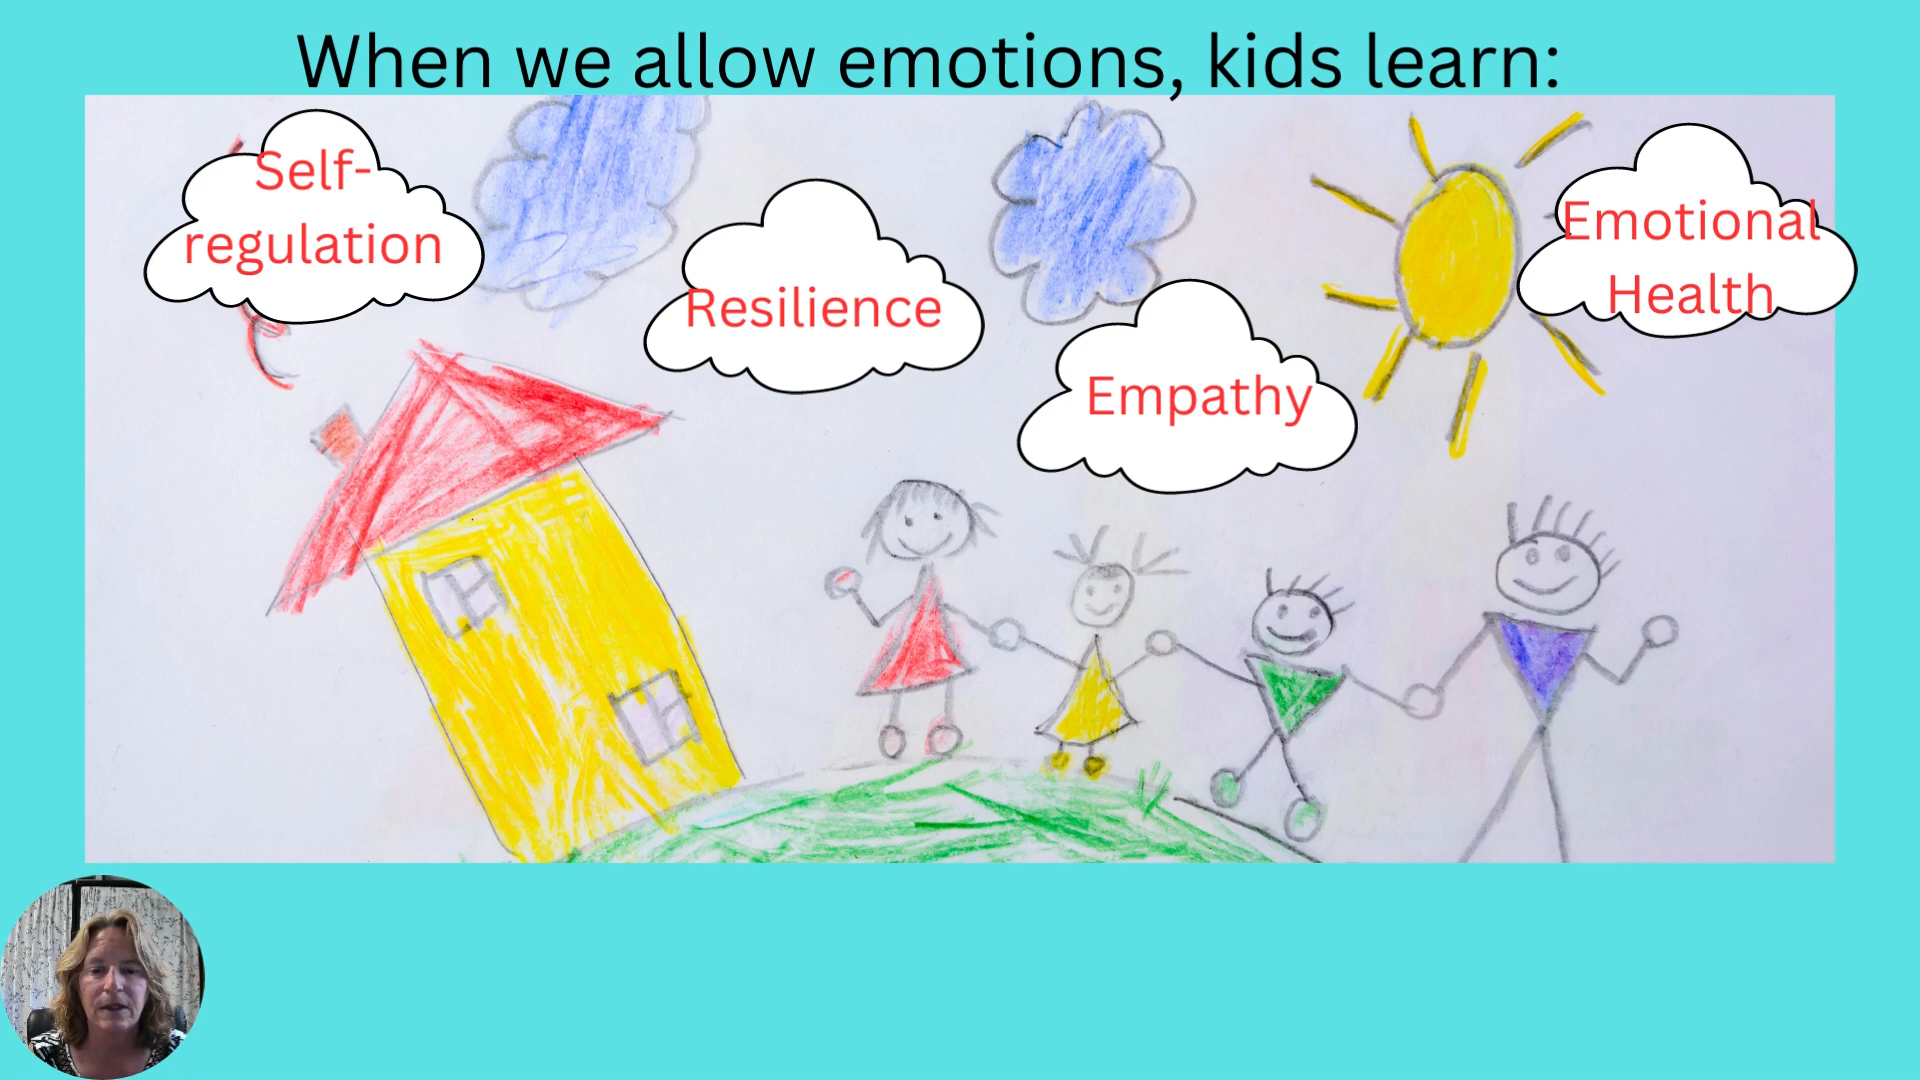 When we allow emotions, kids learn:
Self-
regulation
Resilience
Empathy
Emotional
Health